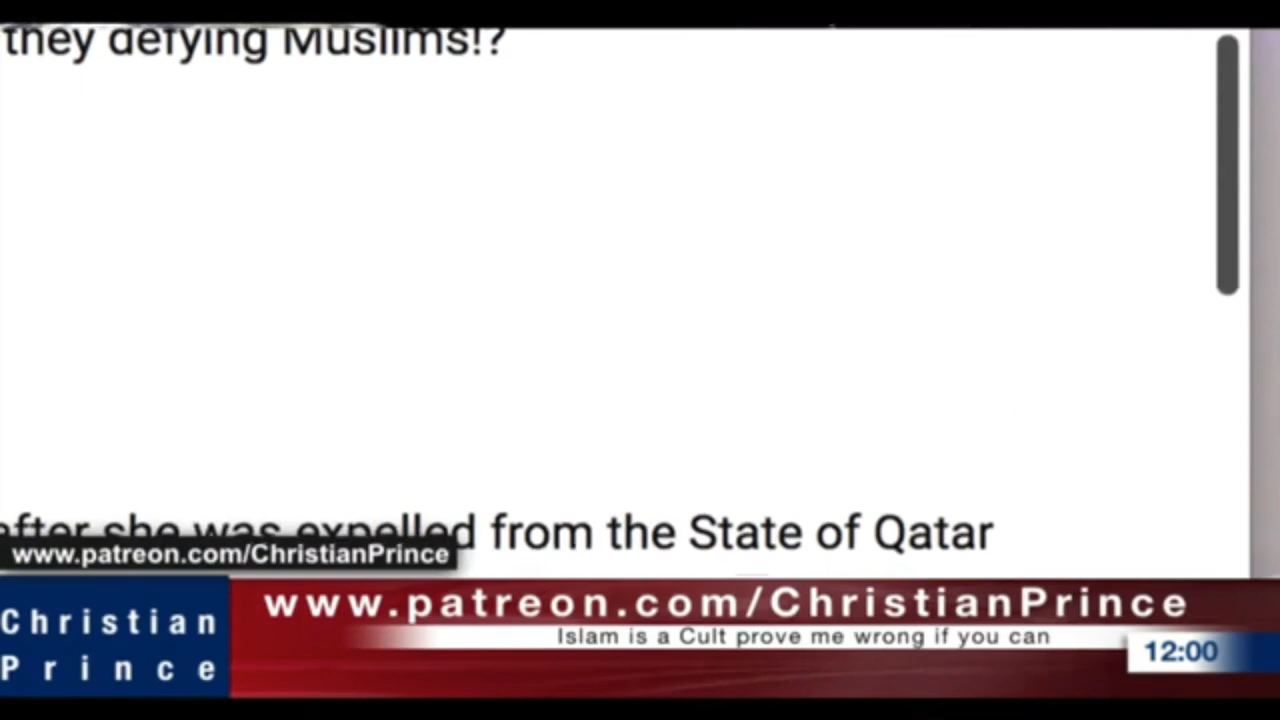 they defying Muslims!?
after she was expelled from the State of Qatar
www.patreon.com/ChristianPrince
Christian
Prince
www.patreon.com/ChristianPrince
Islam is a Cult prove me wrong if you can
12:00